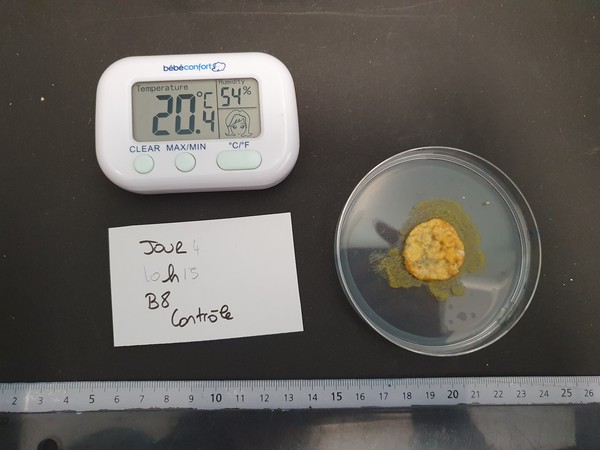 bébéconfort
Temperature
Humidity
20.4 °C
54%
CLEAR MAX/MIN °C/°F
Jour 4
10h15
B8
Contrôle
2 3 4 5 6 7 8 9 10 11 12 13 14 15 16 17 18 19 20 21 22 23 24 25 26